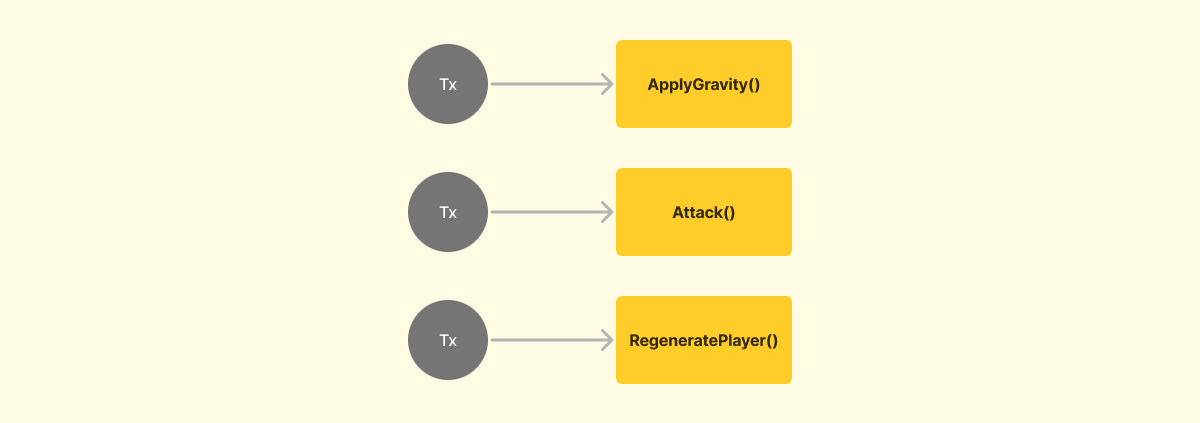 Tx
ApplyGravity()
Tx
Attack()
Tx
RegeneratePlayer()